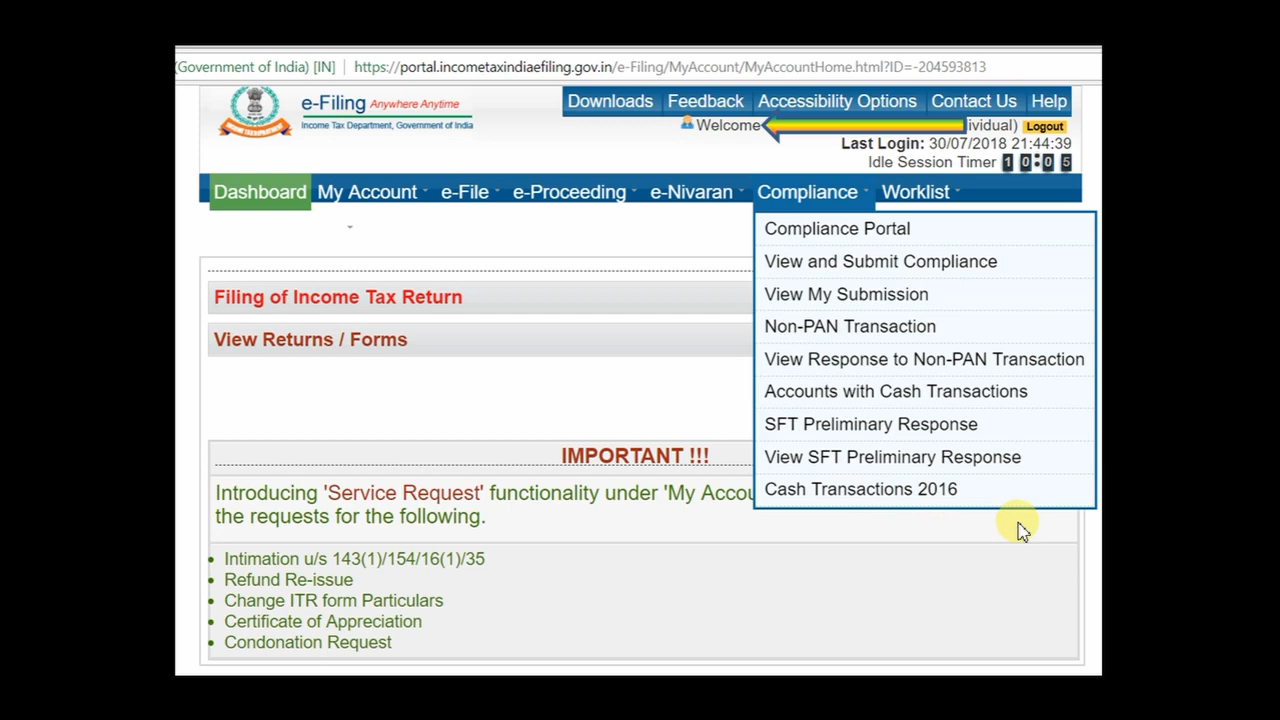 (Government of India) [IN] | https://portal.incometaxindiaefiling.gov.in/e-Filing/MyAccount/MyAccountHome.html?ID=-204593813
e-Filing Anywhere Anytime
Income Tax Department, Government of India
Downloads Feedback Accessibility Options Contact Us Help
Welcome ividual) Logout
Last Login: 30/07/2018 21:44:39
Idle Session Timer 10:05
Dashboard My Account e-File e-Proceeding e-Nivaran Compliance Worklist
Compliance Portal
View and Submit Compliance
View My Submission
Non-PAN Transaction
View Response to Non-PAN Transaction
Accounts with Cash Transactions
SFT Preliminary Response
View SFT Preliminary Response
Cash Transactions 2016
Filing of Income Tax Return
View Returns / Forms
IMPORTANT !!!
Introducing 'Service Request' functionality under 'My Accou
the requests for the following.
Intimation u/s 143(1)/154/16(1)/35
Refund Re-issue
Change ITR form Particulars
Certificate of Appreciation
Condonation Request